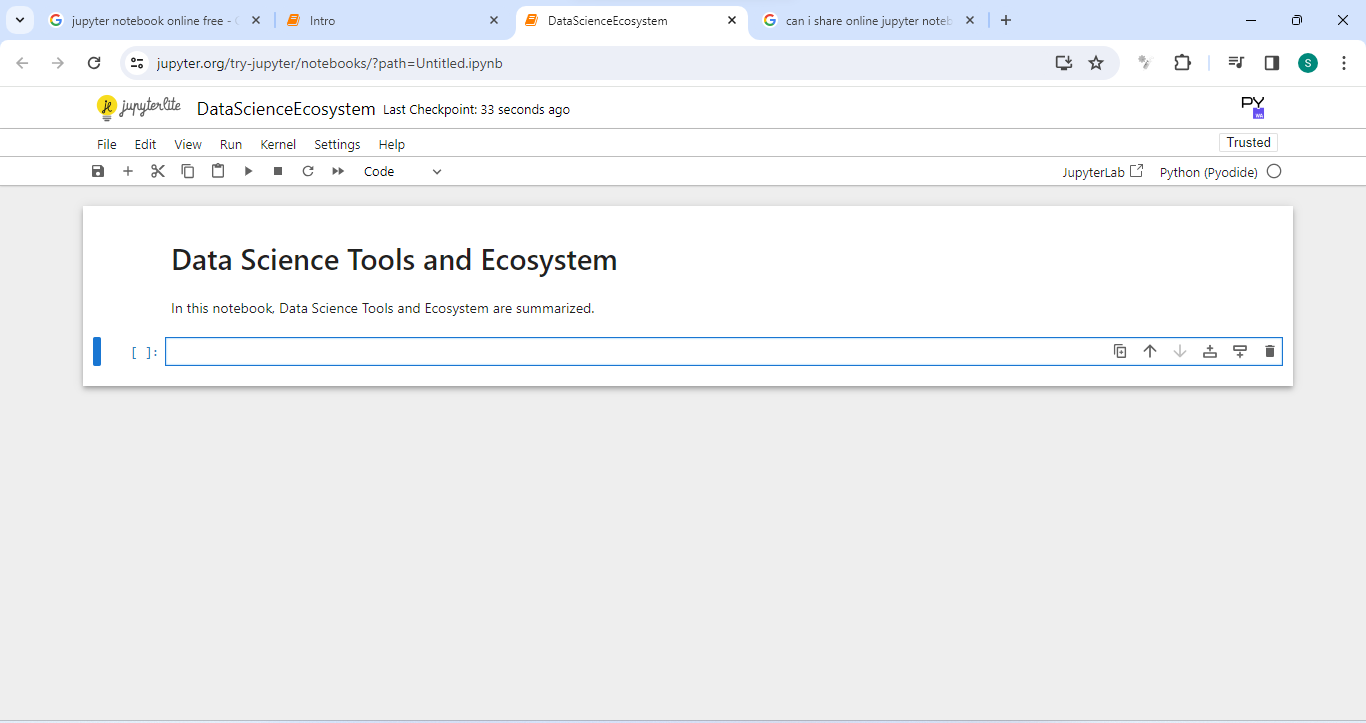 jupyter notebook online free - G
Intro
DataScienceEcosystem
can i share online jupyter noteb
jupyter.org/try-jupyter/notebooks/?path=Untitled.ipynb
S
jupyterlite DataScienceEcosystem Last Checkpoint: 33 seconds ago
PY
WA
File Edit View Run Kernel Settings Help
Trusted
Code
JupyterLab Python (Pyodide)
Data Science Tools and Ecosystem
In this notebook, Data Science Tools and Ecosystem are summarized.
[ ]: